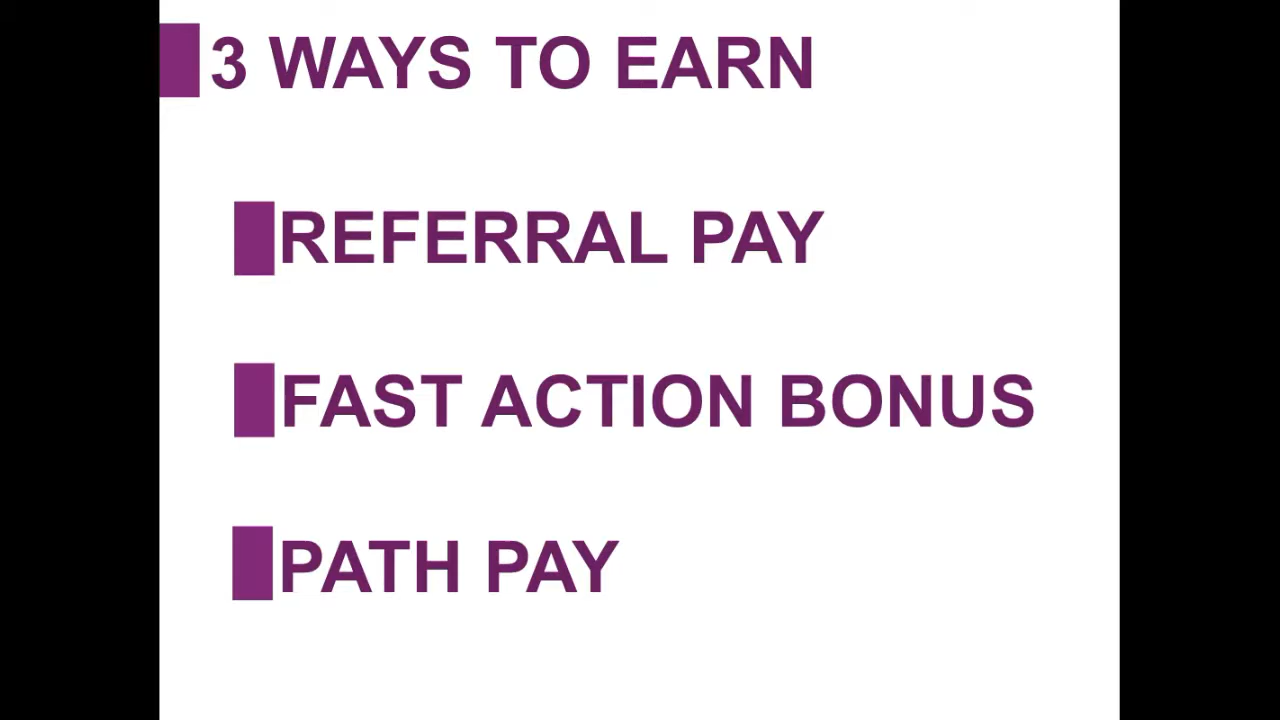 3 WAYS TO EARN
REFERRAL PAY
FAST ACTION BONUS
PATH PAY